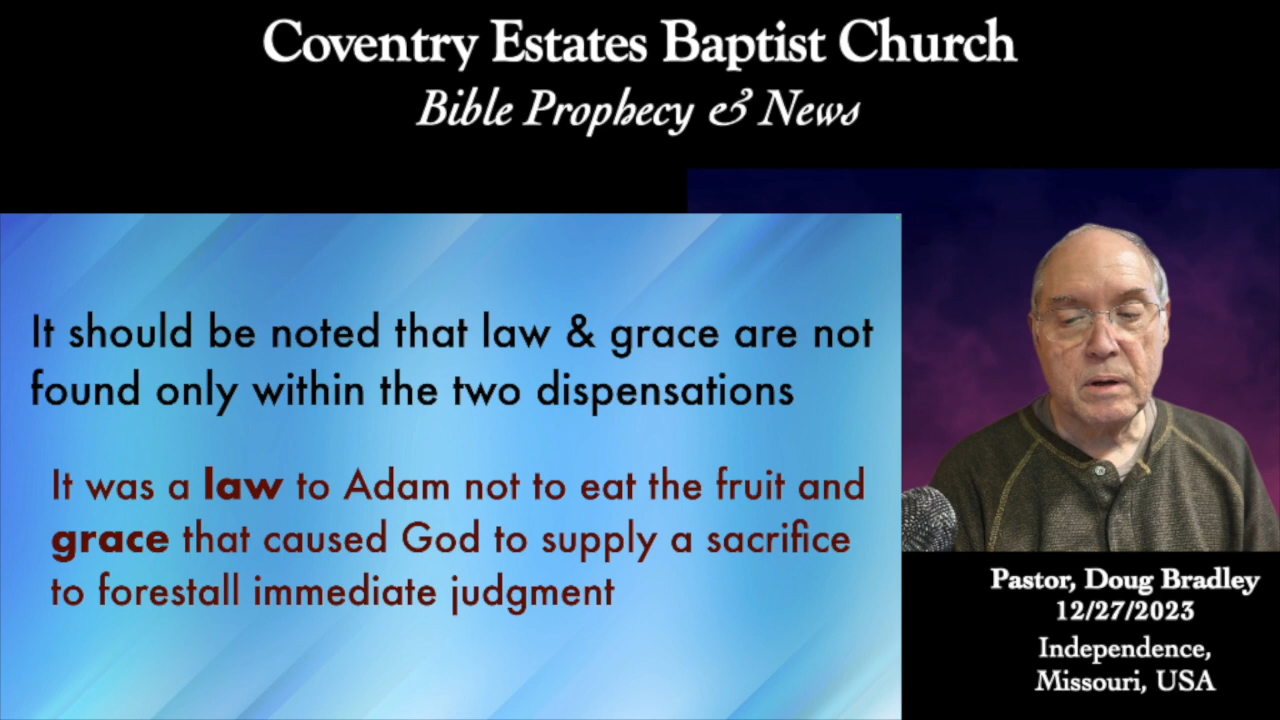 Coventry Estates Baptist Church
Bible Prophecy & News
It should be noted that law & grace are not
found only within the two dispensations
It was a law to Adam not to eat the fruit and
grace that caused God to supply a sacrifice
to forestall immediate judgment
Pastor, Doug Bradley
12/27/2023
Independence,
Missouri, USA